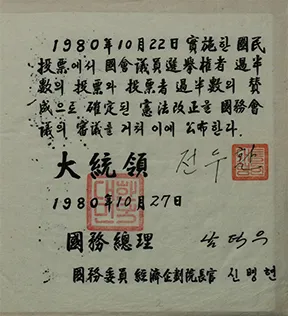 1980年10月22日 實施한 國民
投票에서 國會議員選擧權者 過半
數의 投票와 投票者 過半數의 贊
成으로 確定된 憲法改正을 國務會
議의 審議를 거쳐 이에 公布한다.
大統領 전두환
1980年10月27日
國務總理 남덕우
國務委員 經濟企劃院長官 신병현